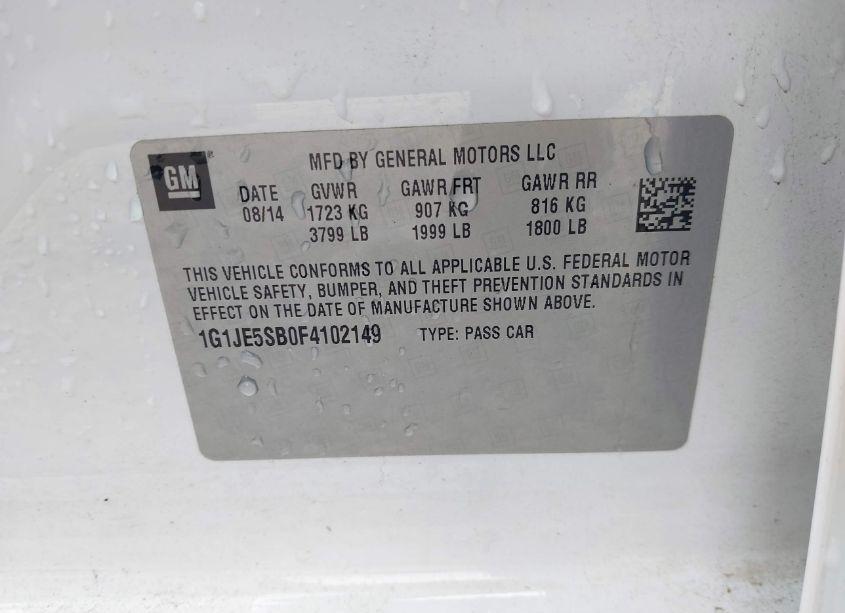 GM
MFD BY GENERAL MOTORS LLC
DATE GVWR GAWR FRT GAWR RR
08/14 1723 KG 907 KG 816 KG
3799 LB 1999 LB 1800 LB
THIS VEHICLE CONFORMS TO ALL APPLICABLE U.S. FEDERAL MOTOR
VEHICLE SAFETY, BUMPER, AND THEFT PREVENTION STANDARDS IN
EFFECT ON THE DATE OF MANUFACTURE SHOWN ABOVE.
1G1JE5SB0F4102149 TYPE: PASS CAR